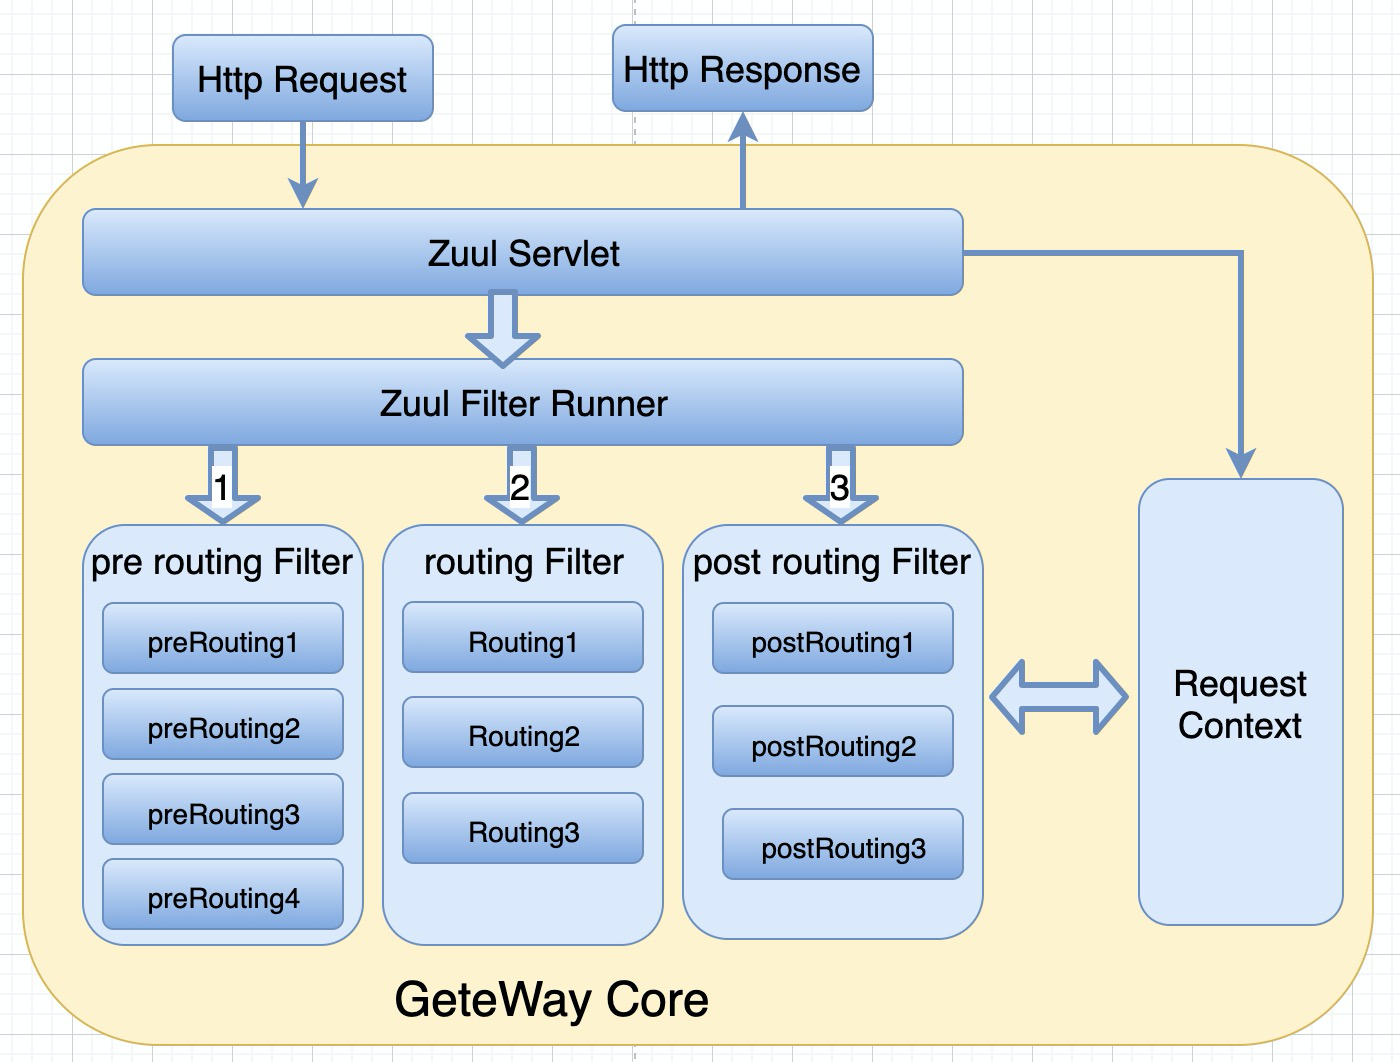 Http Request
Http Response
Zuul Servlet
Zuul Filter Runner
1
2
3
pre routing Filter
preRouting1
preRouting2
preRouting3
preRouting4
routing Filter
Routing1
Routing2
Routing3
post routing Filter
postRouting1
postRouting2
postRouting3
Request
Context
GeteWay Core